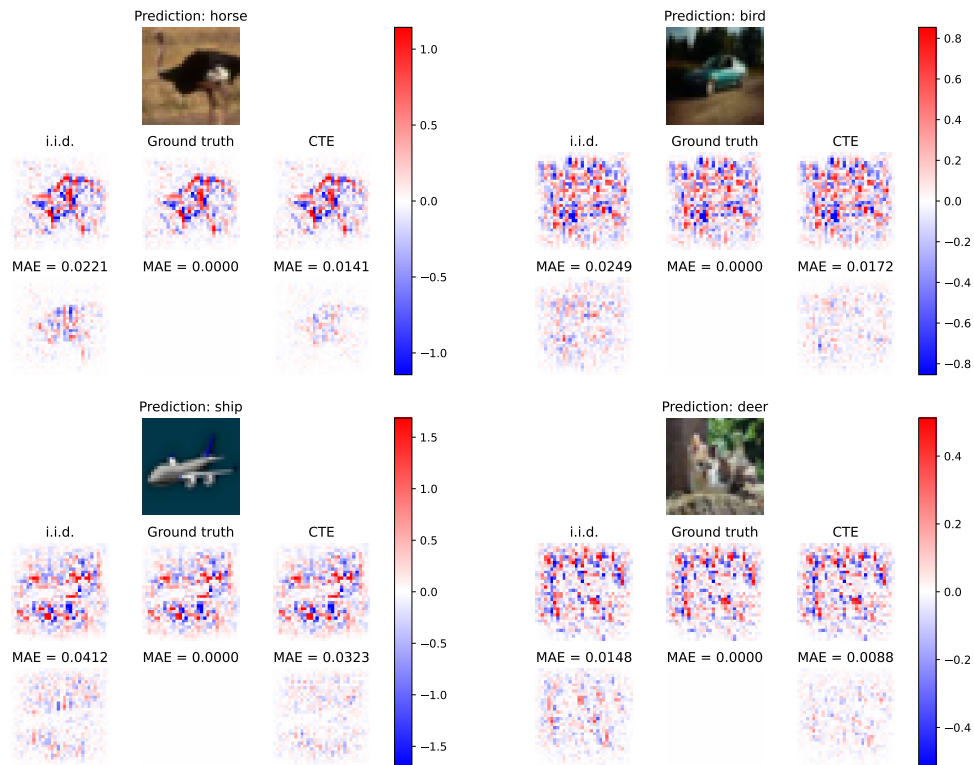 Prediction: horse
1.0
0.5
0.0
−0.5
−1.0
i.i.d. Ground truth CTE
MAE = 0.0221 MAE = 0.0000 MAE = 0.0141
Prediction: bird
0.8
0.6
0.4
0.2
0.0
−0.2
−0.4
−0.6
−0.8
i.i.d. Ground truth CTE
MAE = 0.0249 MAE = 0.0000 MAE = 0.0172
Prediction: ship
1.5
1.0
0.5
0.0
−0.5
−1.0
−1.5
i.i.d. Ground truth CTE
MAE = 0.0412 MAE = 0.0000 MAE = 0.0323
Prediction: deer
0.4
0.2
0.0
−0.2
−0.4
i.i.d. Ground truth CTE
MAE = 0.0148 MAE = 0.0000 MAE = 0.0088